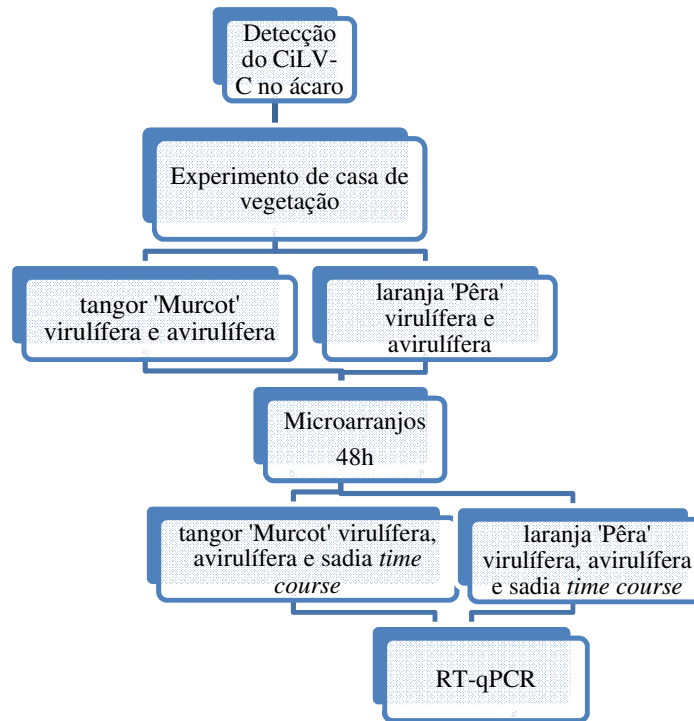 Detecção
do CiLV-
C no ácaro
Experimento de casa de
vegetação
tangor 'Murcot'
virulífera e avirulífera
laranja 'Pêra'
virulífera e
avirulífera
Microarranjos
48h
tangor 'Murcot' virulífera,
avirulífera e sadia time
course
laranja 'Pêra'
virulífera, avirulífera
e sadia time course
RT-qPCR